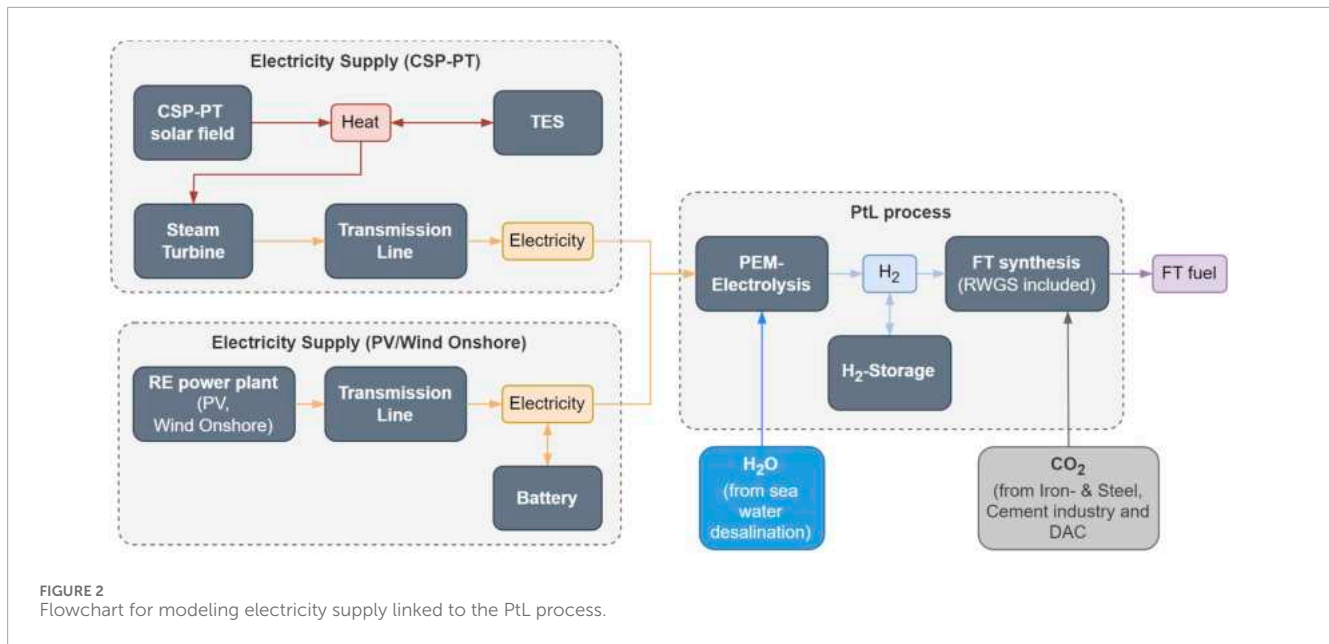 Electricity Supply (CSP-PT)
CSP-PT
solar field
Heat
TES
Steam
Turbine
Transmission
Line
Electricity
Electricity Supply (PV/Wind Onshore)
RE power plant
(PV,
Wind Onshore)
Transmission
Line
Electricity
Battery
PtL process
PEM-
Electrolysis
H₂
FT synthesis
(RWGS included)
FT fuel
H₂-Storage
H₂O
(from sea
water
desalination)
CO₂
(from Iron- & Steel,
Cement industry and
DAC
FIGURE 2
Flowchart for modeling electricity supply linked to the PtL process.